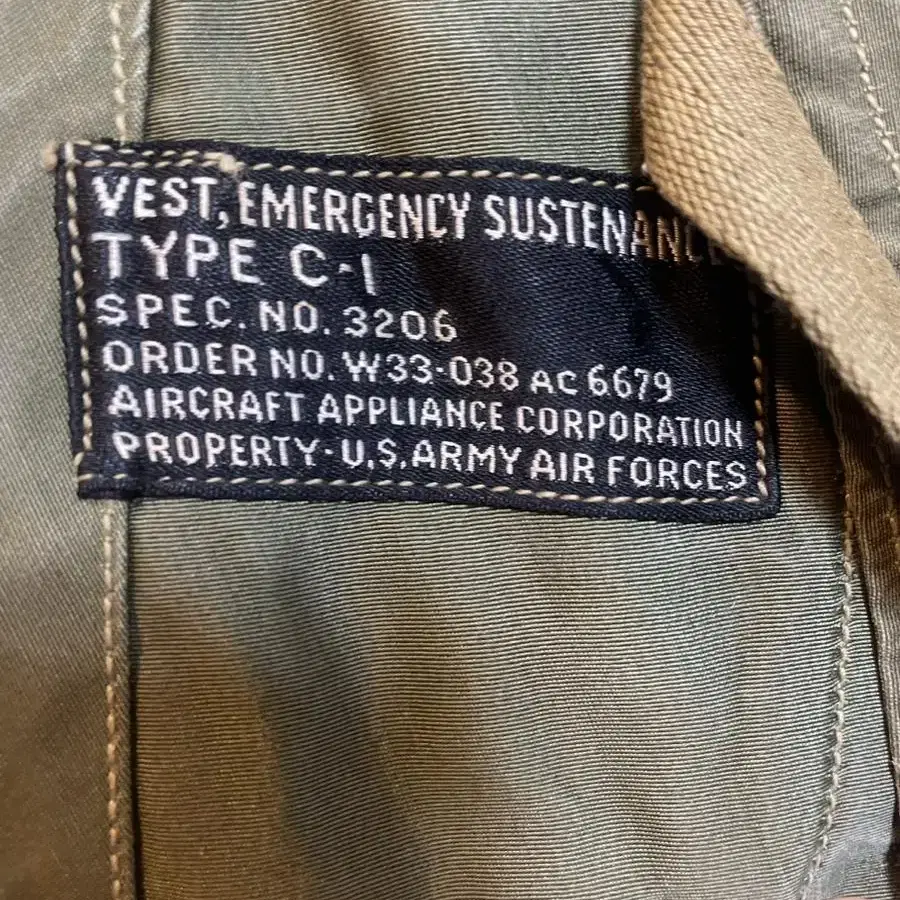 VEST, EMERGENCY SUSTENANC
TYPE C-1
SPEC. NO. 3206
ORDER NO. W33-038 AC 6679
AIRCRAFT APPLIANCE CORPORATION
PROPERTY-U.S. ARMY AIR FORCES